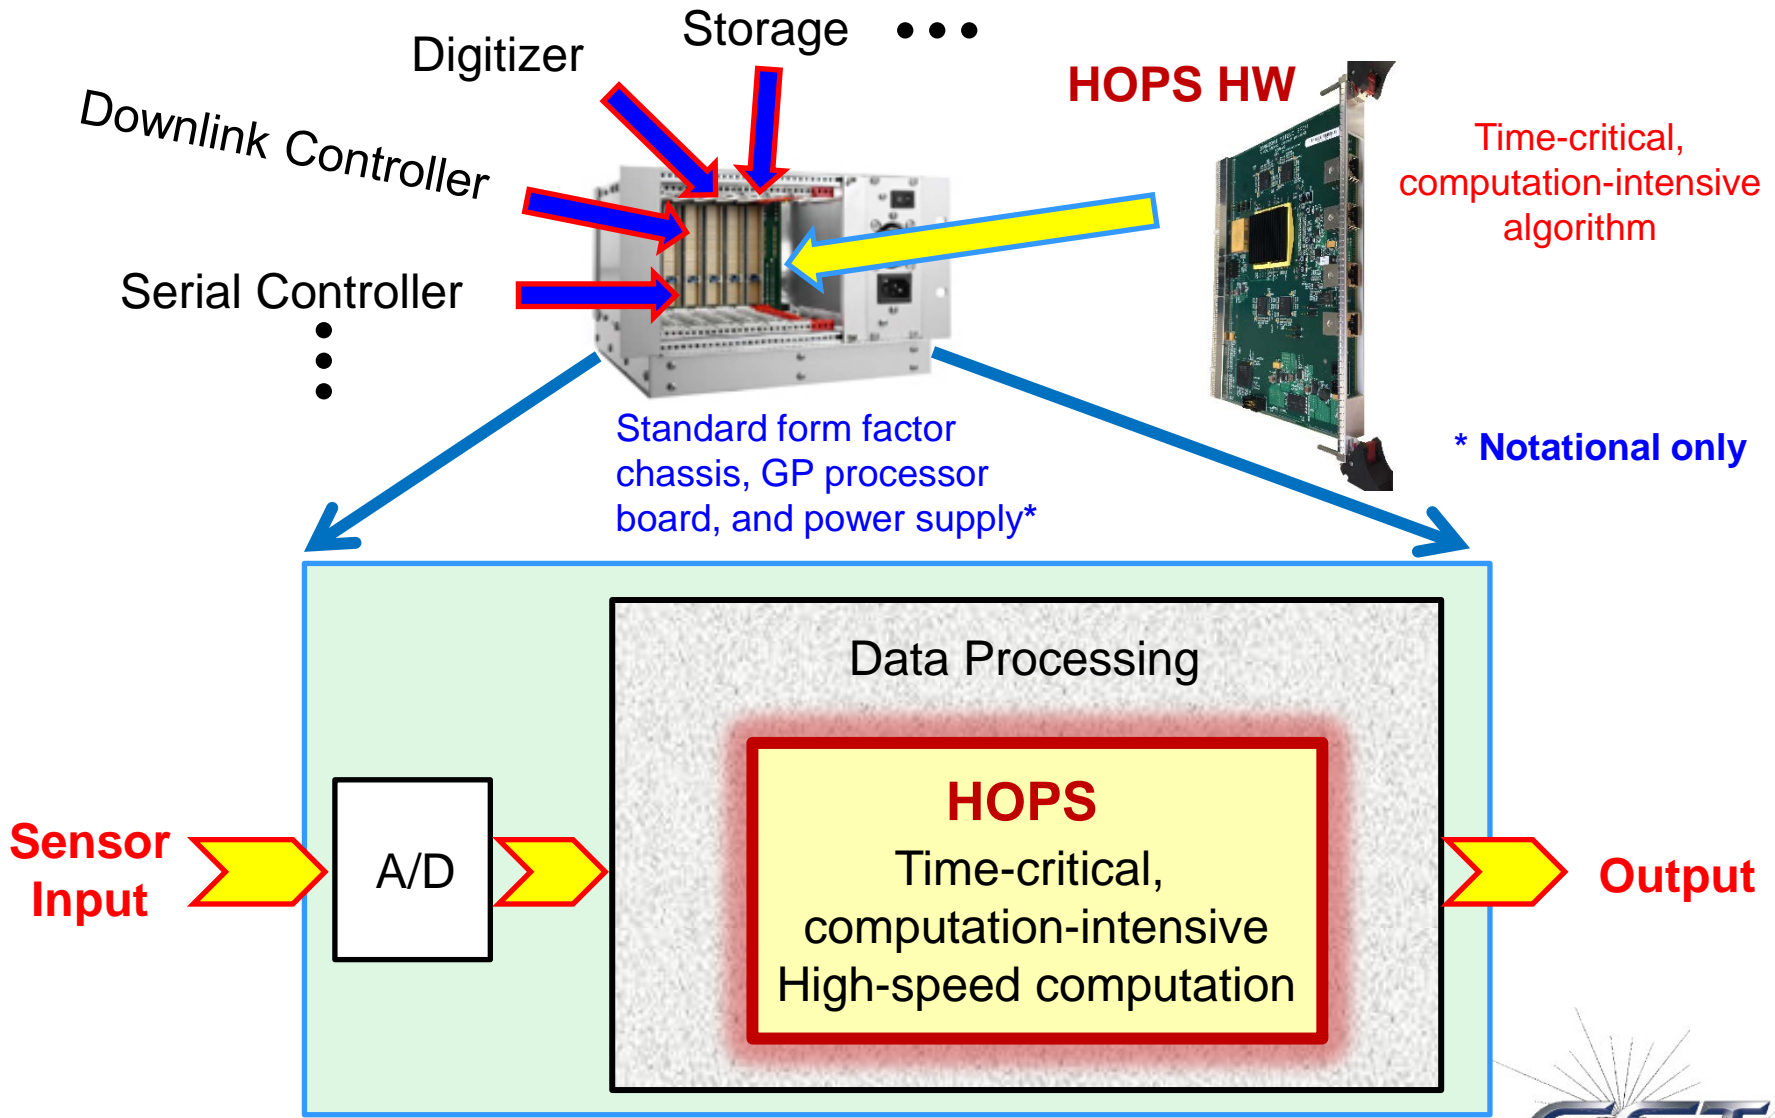 Storage
Digitizer
HOPS HW
Downlink Controller
Time-critical,
computation-intensive
algorithm
Serial Controller
Standard form factor
chassis, GP processor
board, and power supply*
* Notational only
Data Processing
HOPS
Time-critical,
computation-intensive
High-speed computation
Sensor
Input
A/D
Output